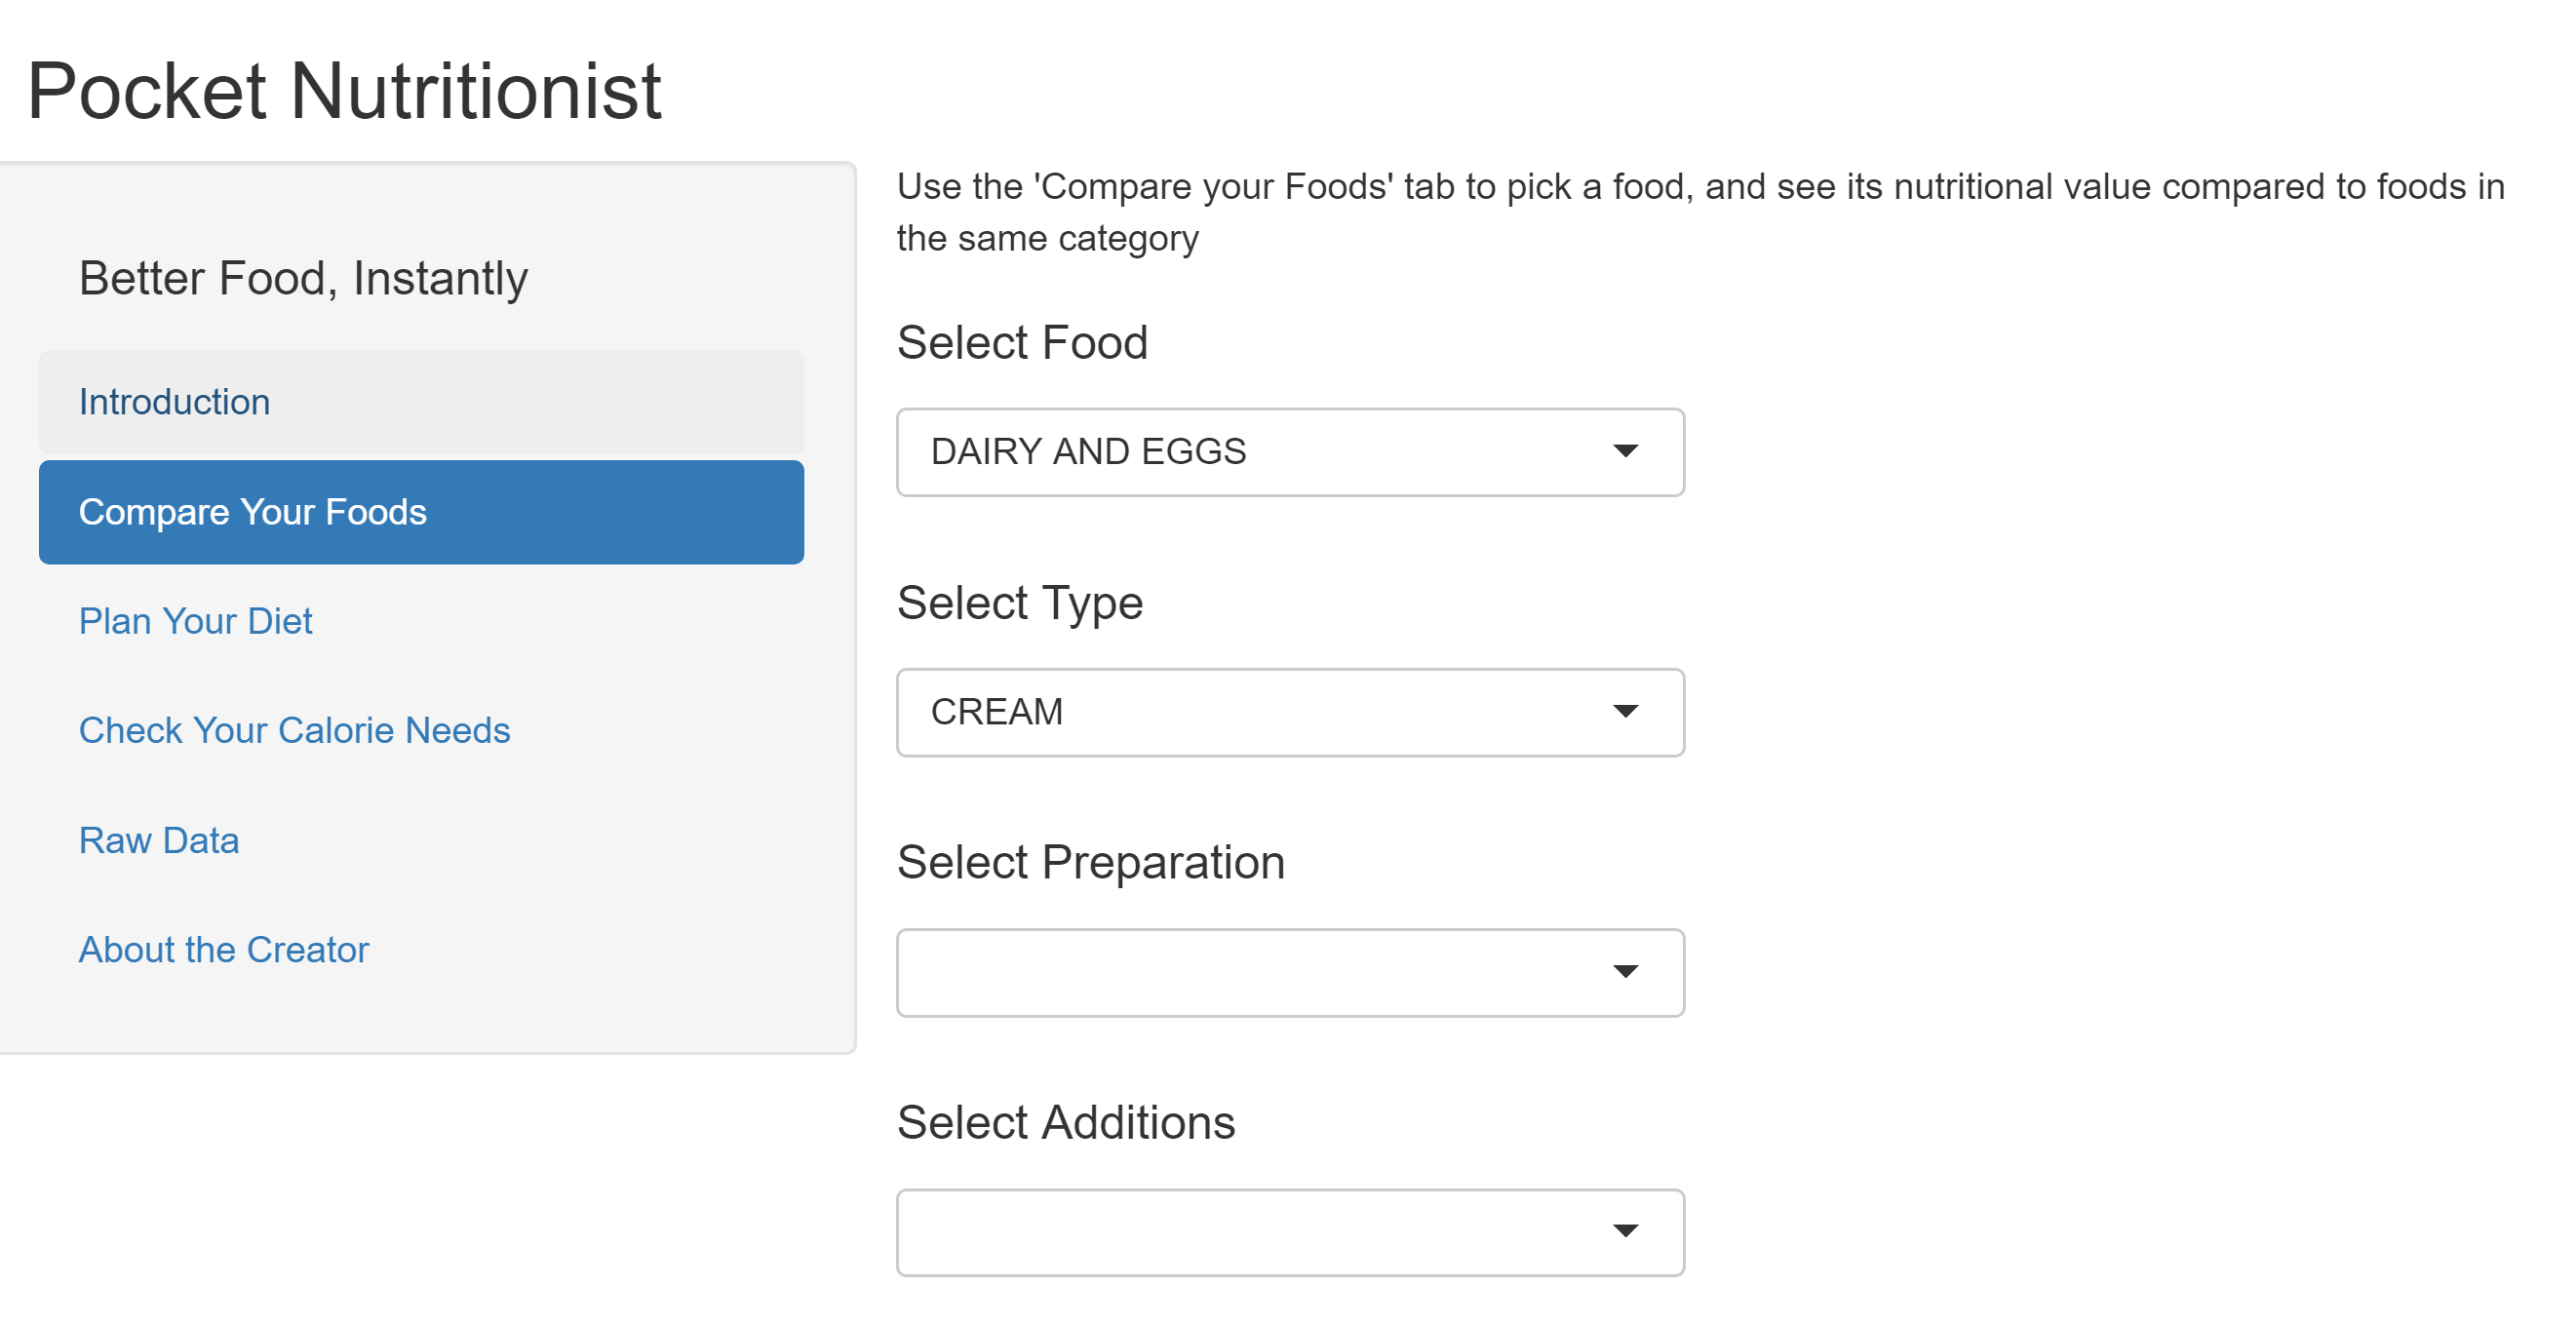 Pocket Nutritionist
Better Food, Instantly
Introduction
Compare Your Foods
Plan Your Diet
Check Your Calorie Needs
Raw Data
About the Creator
Use the 'Compare your Foods' tab to pick a food, and see its nutritional value compared to foods in
the same category
Select Food
DAIRY AND EGGS
Select Type
CREAM
Select Preparation
Select Additions